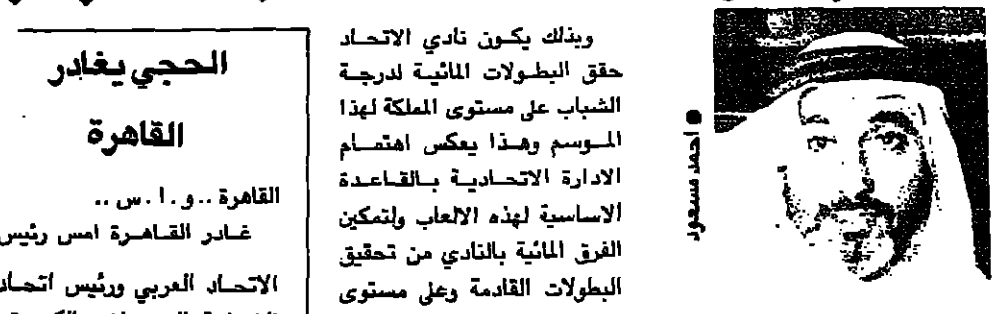 احمد مسعود
وبذلك يكون نادي الاتحاد
حقق البطولات المائية لدرجة
الشباب على مستوى المملكة لهذا
الموسم وهذا يعكس اهتمام
الادارة الاتحادية بالقاعدة
الاساسية لهذه الالعاب ولتمكين
الفرق المائية بالنادي من تحقيق
البطولات القادمة وعلى مستوى
الحجي يغادر
القاهرة
القاهرة .. و . ا . س ..
غادر القاهرة امس رئيس
الاتحاد العربي ورئيس اتحاد